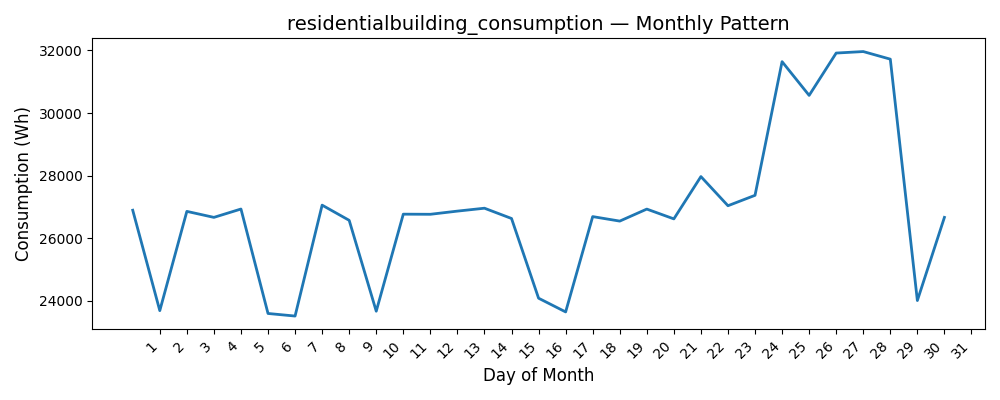 residentialbuilding_consumption — Monthly Pattern
32000
30000
28000
26000
24000
Consumption (Wh)
1 2 3 4 5 6 7 8 9 10 11 12 13 14 15 16 17 18 19 20 21 22 23 24 25 26 27 28 29 30 31
Day of Month